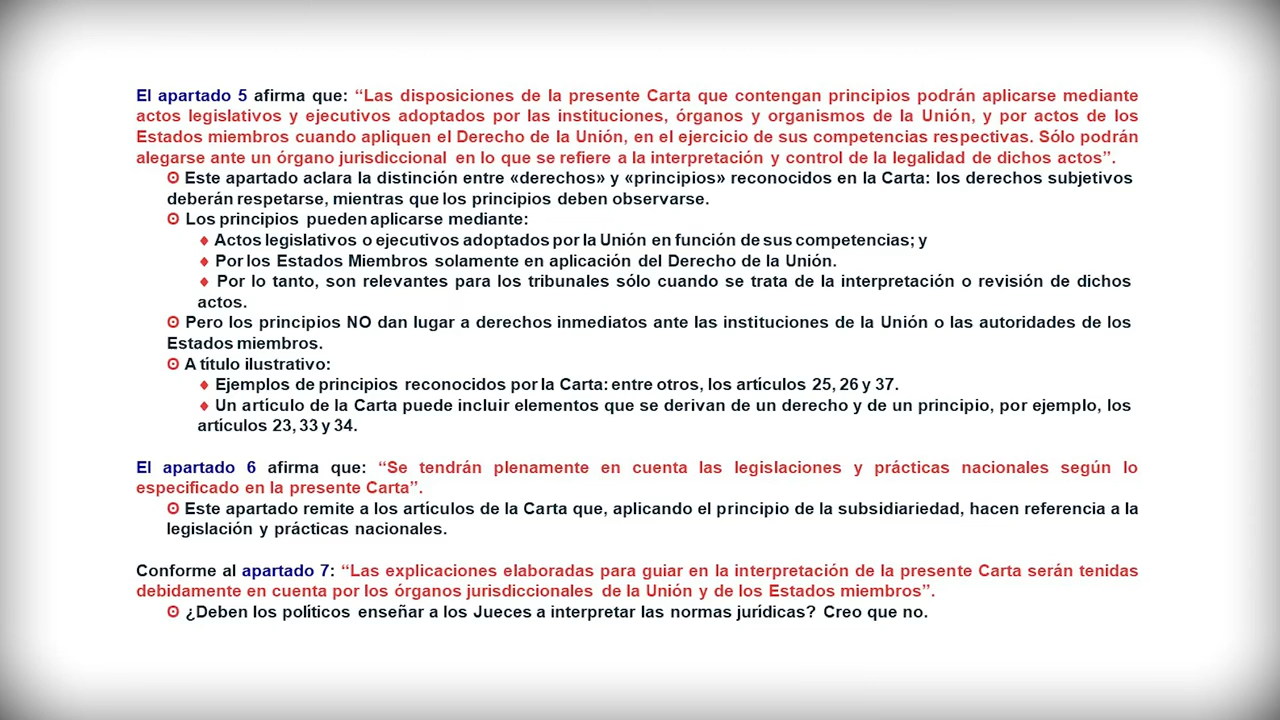 El apartado 5 afirma que: “Las disposiciones de la presente Carta que contengan principios podrán aplicarse mediante
actos legislativos y ejecutivos adoptados por las instituciones, órganos y organismos de la Unión, y por actos de los
Estados miembros cuando apliquen el Derecho de la Unión, en el ejercicio de sus competencias respectivas. Sólo podrán
alegarse ante un órgano jurisdiccional en lo que se refiere a la interpretación y control de la legalidad de dichos actos”.
⊙ Este apartado aclara la distinción entre «derechos» y «principios» reconocidos en la Carta: los derechos subjetivos
deberán respetarse, mientras que los principios deben observarse.
⊙ Los principios pueden aplicarse mediante:
♦ Actos legislativos o ejecutivos adoptados por la Unión en función de sus competencias; y
♦ Por los Estados Miembros solamente en aplicación del Derecho de la Unión.
♦ Por lo tanto, son relevantes para los tribunales sólo cuando se trata de la interpretación o revisión de dichos
actos.
⊙ Pero los principios NO dan lugar a derechos inmediatos ante las instituciones de la Unión o las autoridades de los
Estados miembros.
⊙ A título ilustrativo:
♦ Ejemplos de principios reconocidos por la Carta: entre otros, los artículos 25, 26 y 37.
♦ Un artículo de la Carta puede incluir elementos que se derivan de un derecho y de un principio, por ejemplo, los
artículos 23, 33 y 34.
El apartado 6 afirma que: “Se tendrán plenamente en cuenta las legislaciones y prácticas nacionales según lo
especificado en la presente Carta”.
⊙ Este apartado remite a los artículos de la Carta que, aplicando el principio de la subsidiariedad, hacen referencia a la
legislación y prácticas nacionales.
Conforme al apartado 7: “Las explicaciones elaboradas para guiar en la interpretación de la presente Carta serán tenidas
debidamente en cuenta por los órganos jurisdiccionales de la Unión y de los Estados miembros”.
⊙ ¿Deben los políticos enseñar a los Jueces a interpretar las normas jurídicas? Creo que no.